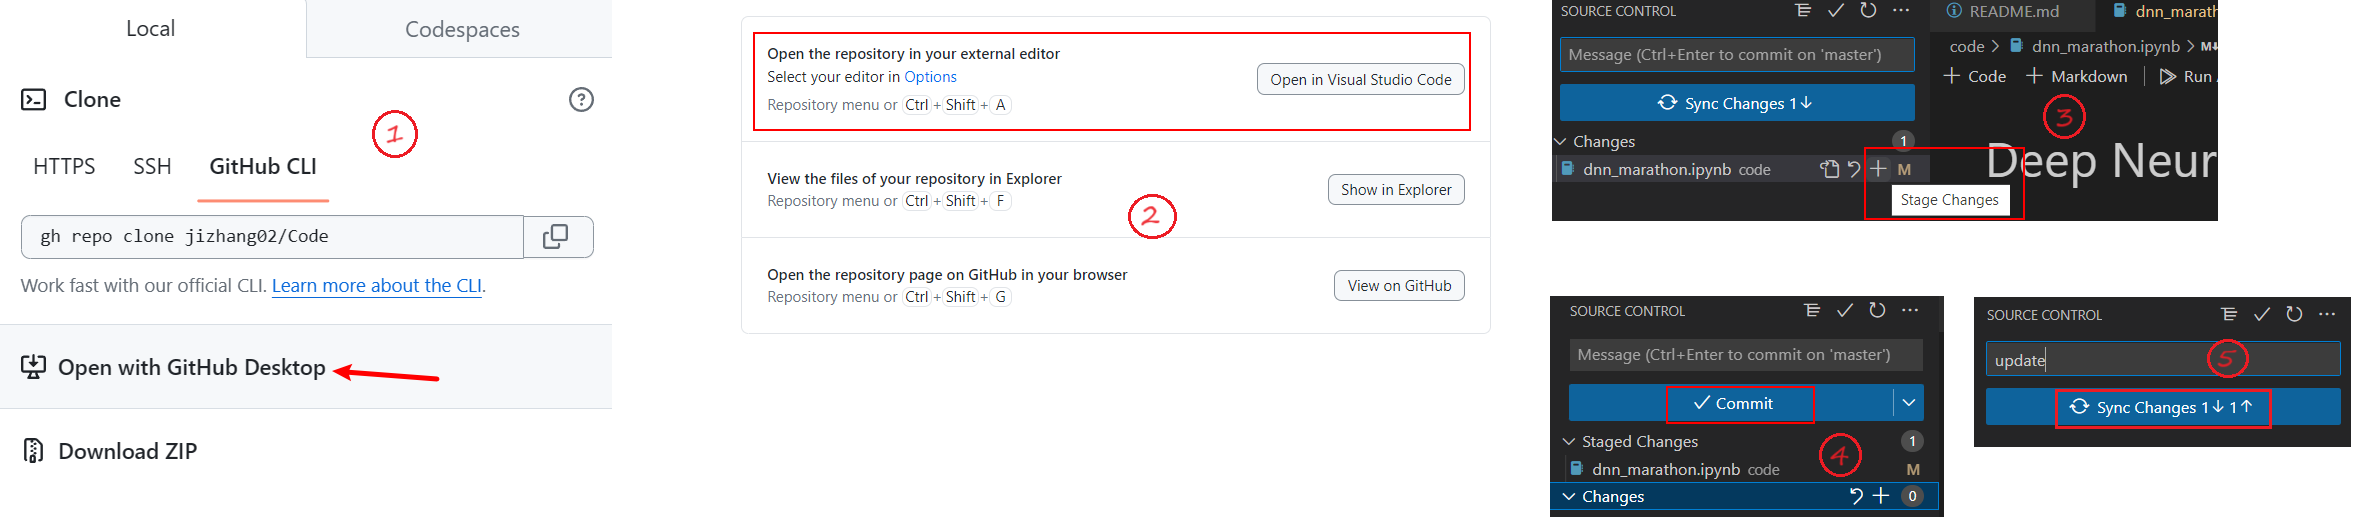 Local
Codespaces
Clone
1
HTTPS SSH GitHub CLI
gh repo clone jizhang02/Code
Work fast with our official CLI. Learn more about the CLI.
Open with GitHub Desktop
Download ZIP
Open the repository in your external editor
Select your editor in Options
Repository menu or Ctrl + Shift + A
Open in Visual Studio Code
View the files of your repository in Explorer
Repository menu or Ctrl + Shift + F
Show in Explorer
2
Open the repository page on GitHub in your browser
Repository menu or Ctrl + Shift + G
View on GitHub
SOURCE CONTROL
Message (Ctrl+Enter to commit on 'master')
Sync Changes 1↓
Changes 1
dnn_marathon.ipynb code M
Stage Changes
README.md
dnn_marath
code > dnn_marathon.ipynb > M↓
+ Code + Markdown Run
3
Deep Neur
SOURCE CONTROL
Message (Ctrl+Enter to commit on 'master')
Commit
Staged Changes 1
4
dnn_marathon.ipynb code M
Changes 0
SOURCE CONTROL
update
5
Sync Changes 1↓ 1↑